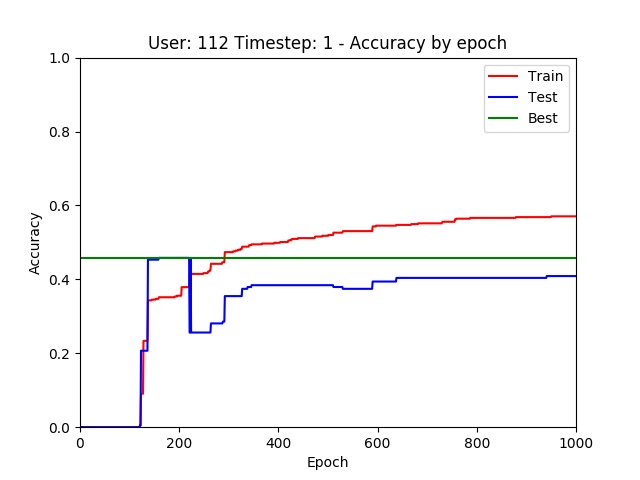 User: 112 Timestep: 1 - Accuracy by epoch
1.0
0.8
0.6
0.4
0.2
0.0
Accuracy
Train
Test
Best
0 200 400 600 800 1000
Epoch